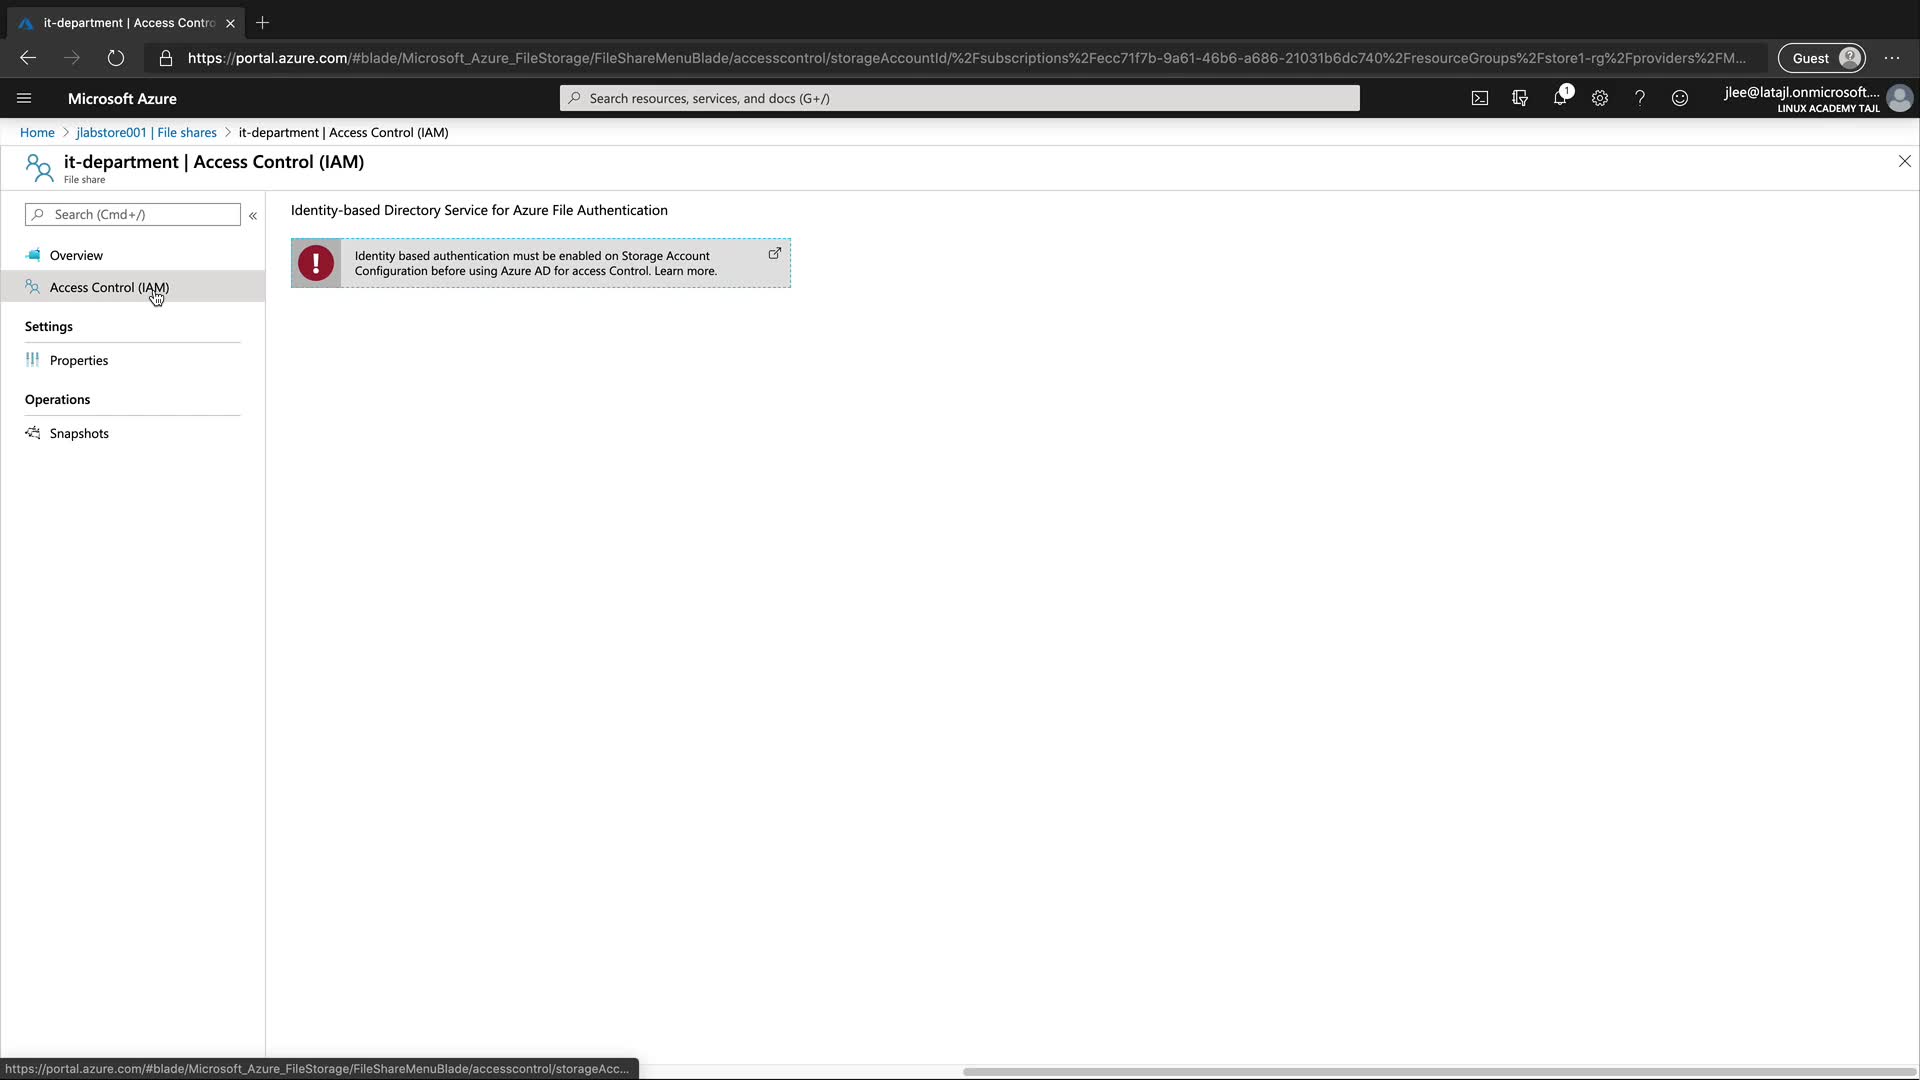 it-department | Access Contro
https://portal.azure.com/#blade/Microsoft_Azure_FileStorage/FileShareMenuBlade/accesscontrol/storageAccountId/%2Fsubscriptions%2Fecc71f7b-9a61-46b6-a686-21031b6dc740%2FresourceGroups%2Fstore1-rg%2Fproviders%2FM...
Guest
Microsoft Azure
Search resources, services, and docs (G+/)
1
jlee@latajl.onmicrosoft....
LINUX ACADEMY TAJL
Home > jlabstore001 | File shares > it-department | Access Control (IAM)
it-department | Access Control (IAM)
File share
Search (Cmd+/)
«
Overview
Access Control (IAM)
Settings
Properties
Operations
Snapshots
Identity-based Directory Service for Azure File Authentication
Identity based authentication must be enabled on Storage Account
Configuration before using Azure AD for access Control. Learn more.
https://portal.azure.com/#blade/Microsoft_Azure_FileStorage/FileShareMenuBlade/accesscontrol/storageAcc...